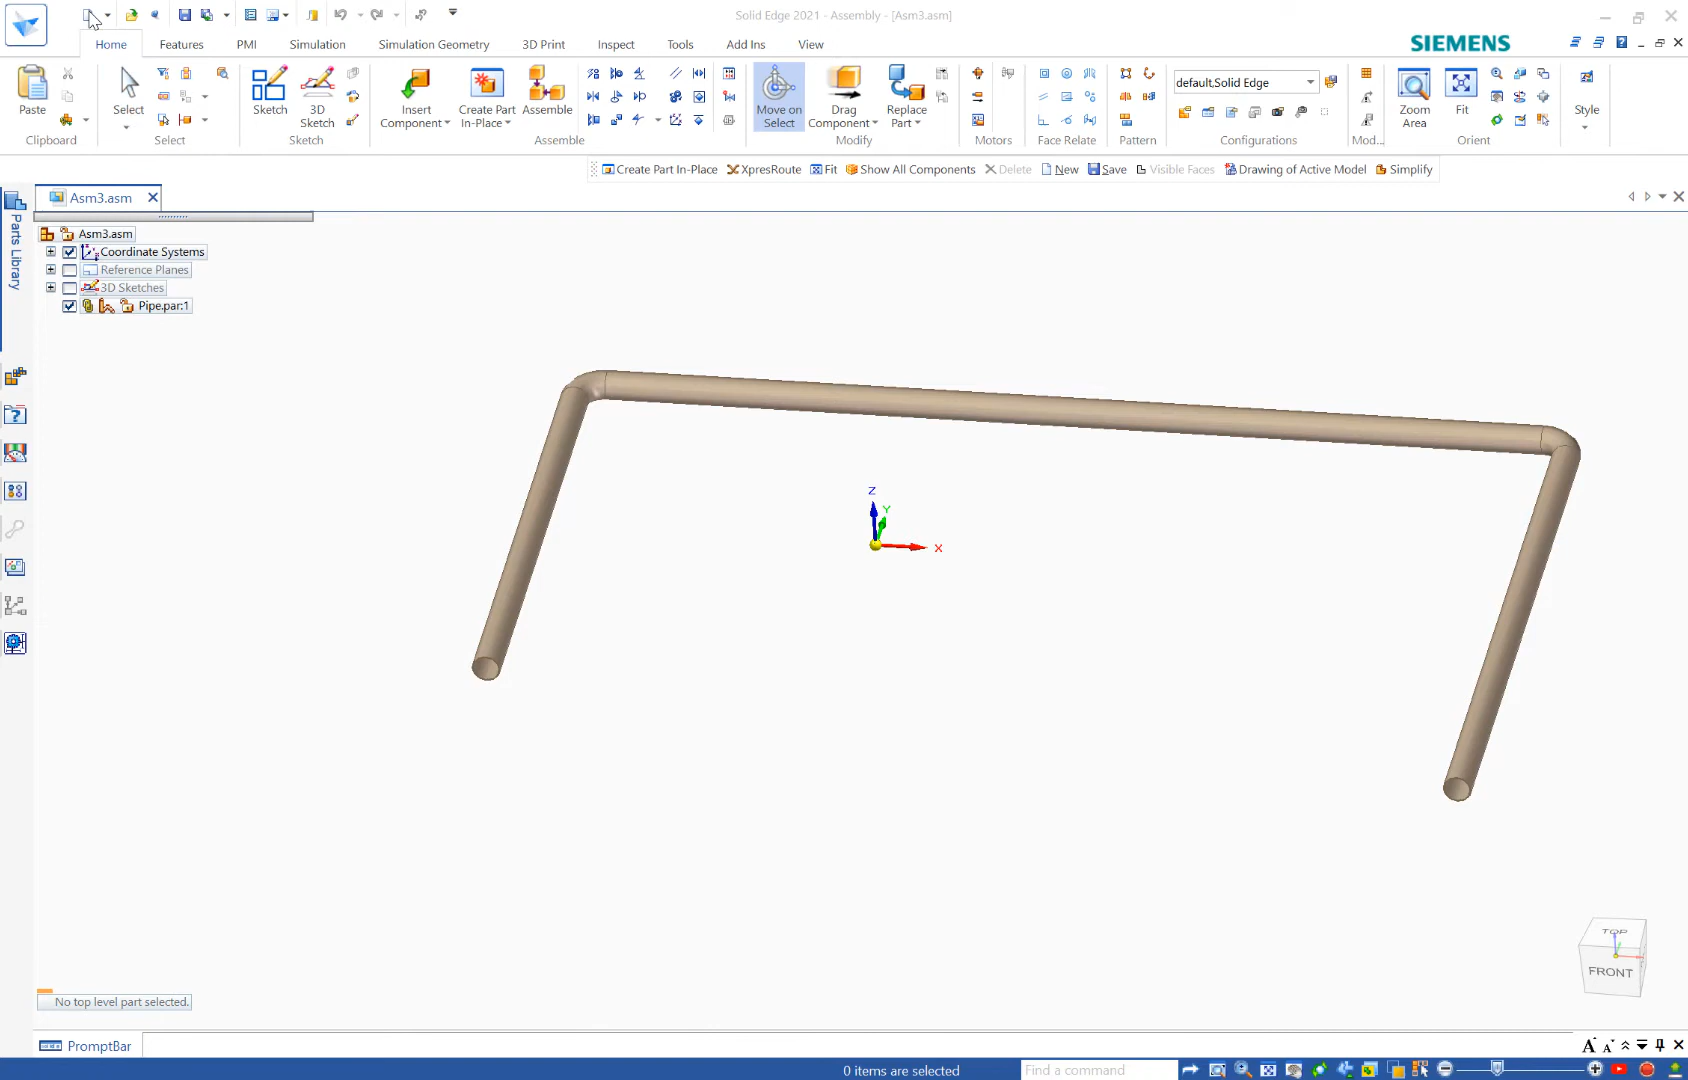 Solid Edge 2021 - Assembly - [Asm3.asm]
Home
Features
PMI
Simulation
Simulation Geometry
3D Print
Inspect
Tools
Add Ins
View
SIEMENS
Paste
Clipboard
Select
Select
Sketch
3D
Sketch
Sketch
Insert
Component
Create Part
In-Place
Assemble
Assemble
Move on
Select
Drag
Component
Replace
Part
Modify
Motors
Face Relate
Pattern
default,Solid Edge
Configurations
Mod...
Zoom
Area
Fit
Orient
Style
Create Part In-Place
XpresRoute
Fit
Show All Components
Delete
New
Save
Visible Faces
Drawing of Active Model
Simplify
Asm3.asm
Parts Library
Asm3.asm
Coordinate Systems
Reference Planes
3D Sketches
Pipe.par:1
Z
Y
X
TOP
FRONT
No top level part selected.
PromptBar
0 items are selected
Find a command